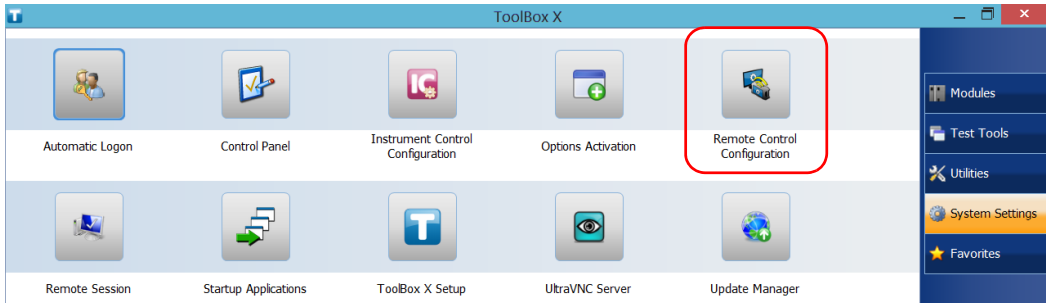 T
ToolBox X
Automatic Logon
Control Panel
IC
Instrument Control
Configuration
Options Activation
Remote Control
Configuration
Remote Session
Startup Applications
T
ToolBox X Setup
UltraVNC Server
Update Manager
Modules
Test Tools
Utilities
System Settings
Favorites